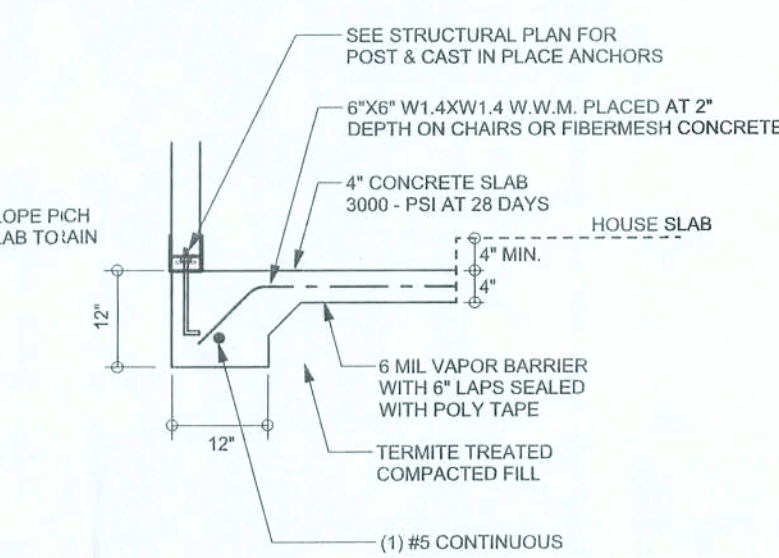 SEE STRUCTURAL PLAN FOR
POST & CAST IN PLACE ANCHORS
6"X6" W1.4XW1.4 W.W.M. PLACED AT 2"
DEPTH ON CHAIRS OR FIBERMESH CONCRETE
4" CONCRETE SLAB
3000 - PSI AT 28 DAYS
HOUSE SLAB
LOPE
LAB
4" MIN.
4"
12"
12"
6 MIL VAPOR BARRIER
WITH 6" LAPS SEALED
WITH POLY TAPE
TERMITE TREATED
COMPACTED FILL
(1) #5 CONTINUOUS